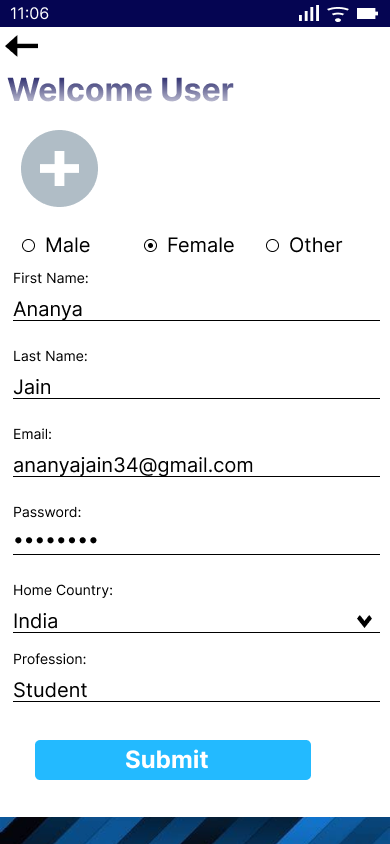 11:06
Welcome User
Male Female Other
First Name:
Ananya
Last Name:
Jain
Email:
ananyajain34@gmail.com
Password:
••••••••
Home Country:
India
Profession:
Student
Submit